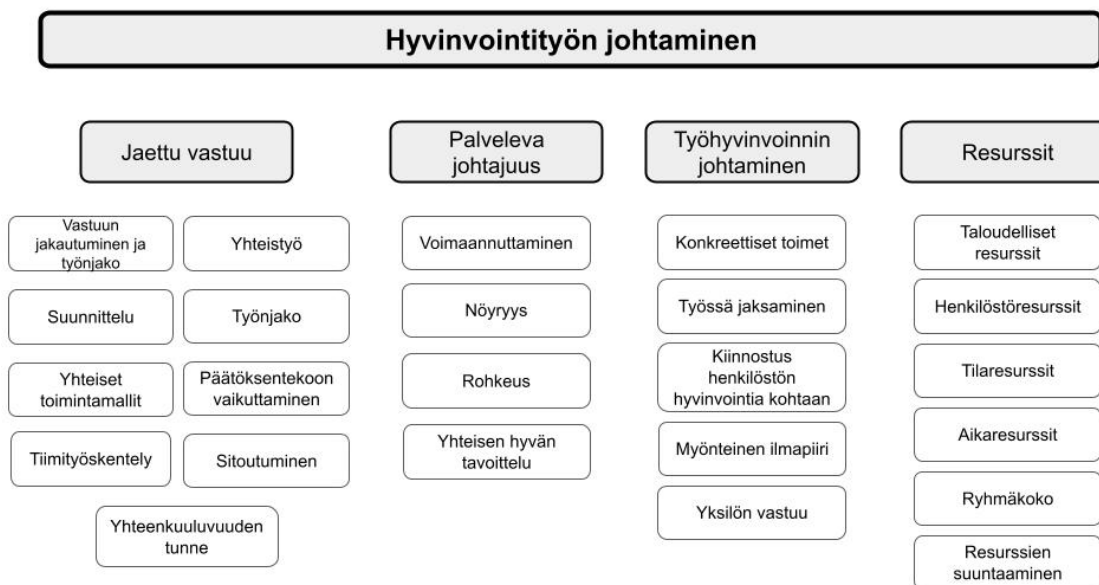 Hyvinvointityön johtaminen
Jaettu vastuu
Vastuun
jakautuminen ja
työnjako
Yhteistyö
Suunnittelu
Työnjako
Yhteiset
toimintamallit
Päätöksentekoon
vaikuttaminen
Tiimityöskentely
Sitoutuminen
Yhteenkuuluvuuden
tunne
Palveleva
johtajuus
Voimaannuttaminen
Nöyryys
Rohkeus
Yhteisen hyvän
tavoittelu
Työhyvinvoinnin
johtaminen
Konkreettiset toimet
Työssä jaksaminen
Kiinnostus
henkilöstön
hyvinvointia kohtaan
Myönteinen ilmapiiri
Yksilön vastuu
Resurssit
Taloudelliset
resurssit
Henkilöstöresurssit
Tilaresurssit
Aikaresurssit
Ryhmäkoko
Resurssien
suuntaaminen